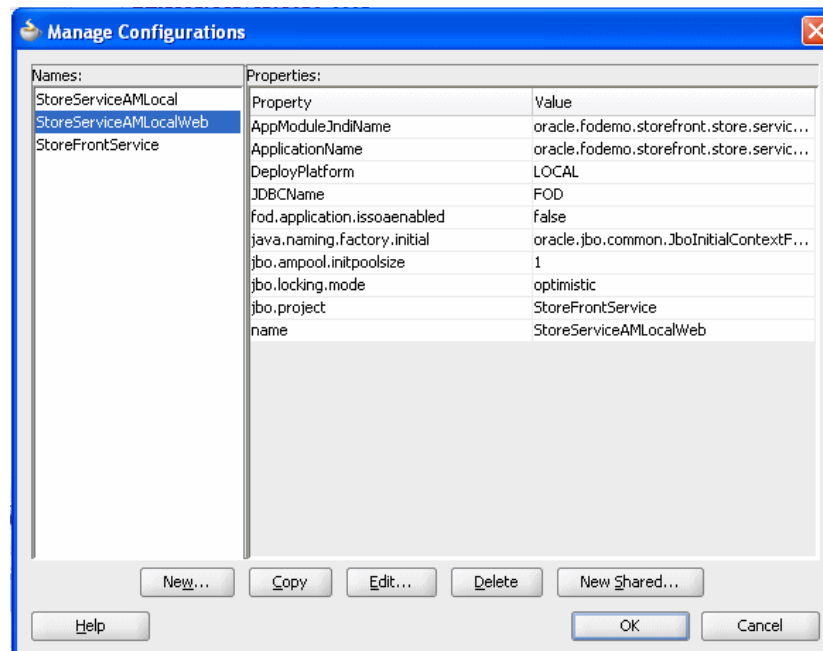 Manage Configurations
Names:
Properties:
StoreServiceAMLocal
StoreServiceAMLocalWeb
StoreFrontService
Property Value
AppModuleJndiName oracle.fodemo.storefront.store.servic...
ApplicationName oracle.fodemo.storefront.store.servic...
DeployPlatform LOCAL
JDBCName FOD
fod.application.issoaenabled false
java.naming.factory.initial oracle.jbo.common.JboInitialContextF...
jbo.ampool.initpoolsize 1
jbo.locking.mode optimistic
jbo.project StoreFrontService
name StoreServiceAMLocalWeb
New... Copy Edit... Delete New Shared...
Help OK Cancel